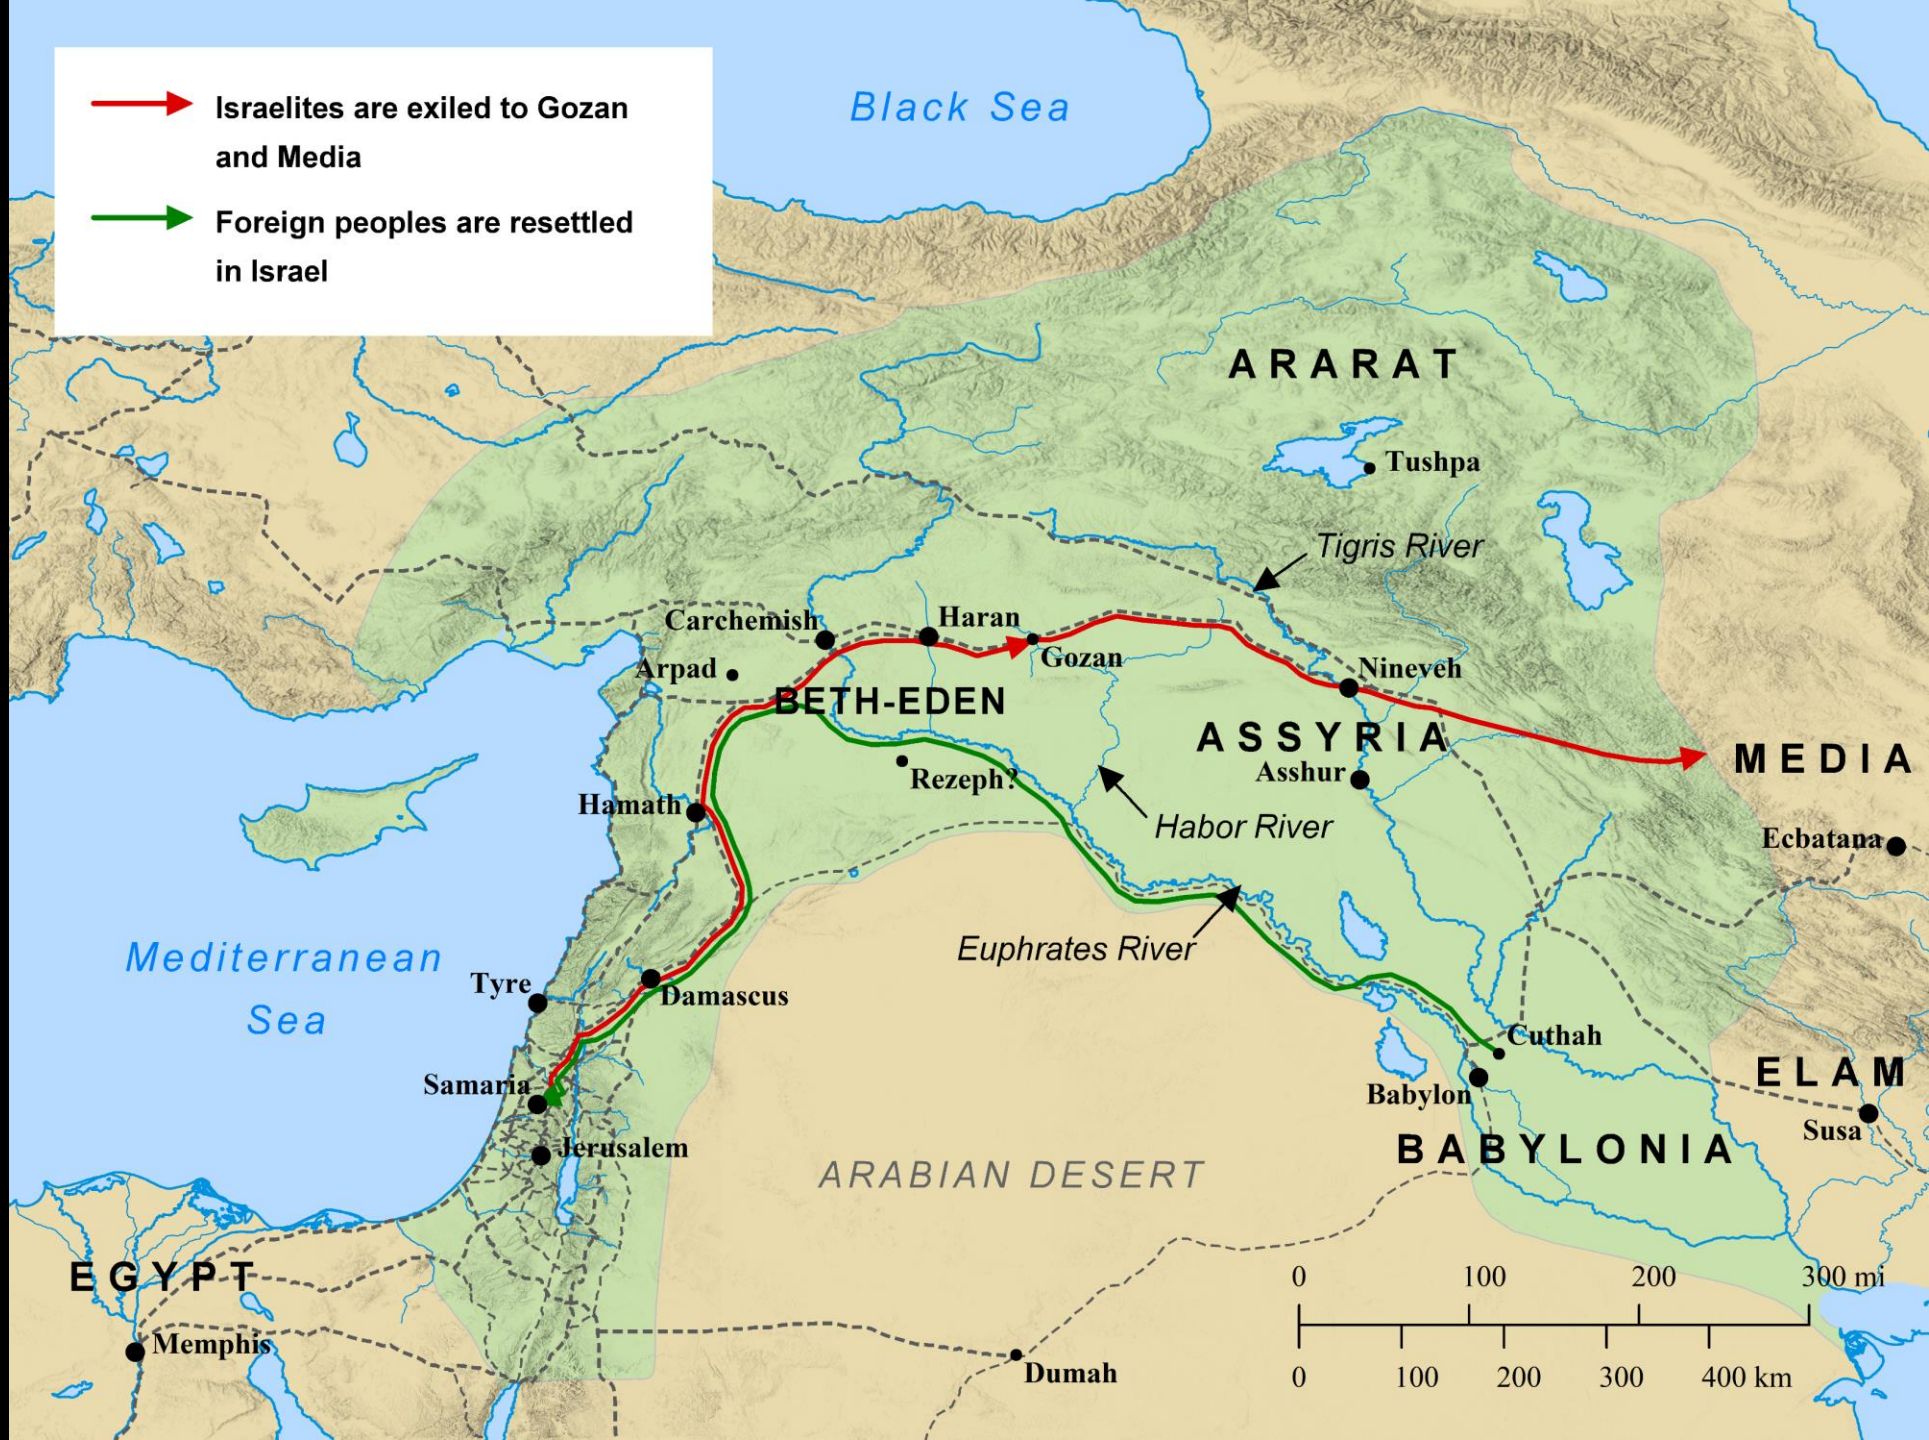 Israelites are exiled to Gozan
and Media
Foreign peoples are resettled
in Israel
Black Sea
ARARAT
Tushpa
Tigris River
Carchemish
Haran
Arpad
Gozan
Nineveh
BETH-EDEN
ASSYRIA
MEDIA
Asshur
Rezeph?
Hamath
Habor River
Ecbatana
Euphrates River
Mediterranean
Sea
Tyre
Damascus
Cuthah
Samaria
Babylon
ELAM
Susa
Jerusalem
BABYLONIA
ARABIAN DESERT
EGYPT
Memphis
Dumah
0 100 200 300 mi
0 100 200 300 400 km